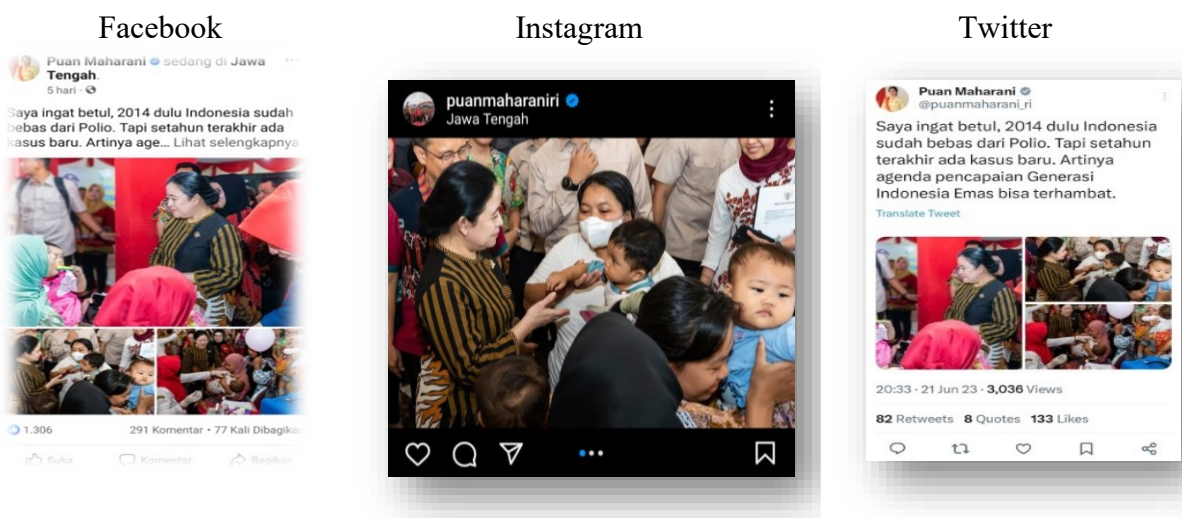 Facebook
Puan Maharani sedang di Jawa
Tengah.
5 hari ·
Saya ingat betul, 2014 dulu Indonesia sudah
bebas dari Polio. Tapi setahun terakhir ada
kasus baru. Artinya age... Lihat selengkapnya
1.306
291 Komentar • 77 Kali Dibagikan
Suka
Komentar
Bagikan
Instagram
puanmaharaniri
Jawa Tengah
Twitter
Puan Maharani
@puanmaharani_ri
Saya ingat betul, 2014 dulu Indonesia
sudah bebas dari Polio. Tapi setahun
terakhir ada kasus baru. Artinya
agenda pencapaian Generasi
Indonesia Emas bisa terhambat.
Translate Tweet
20:33 · 21 Jun 23 · 3,036 Views
82 Retweets 8 Quotes 133 Likes